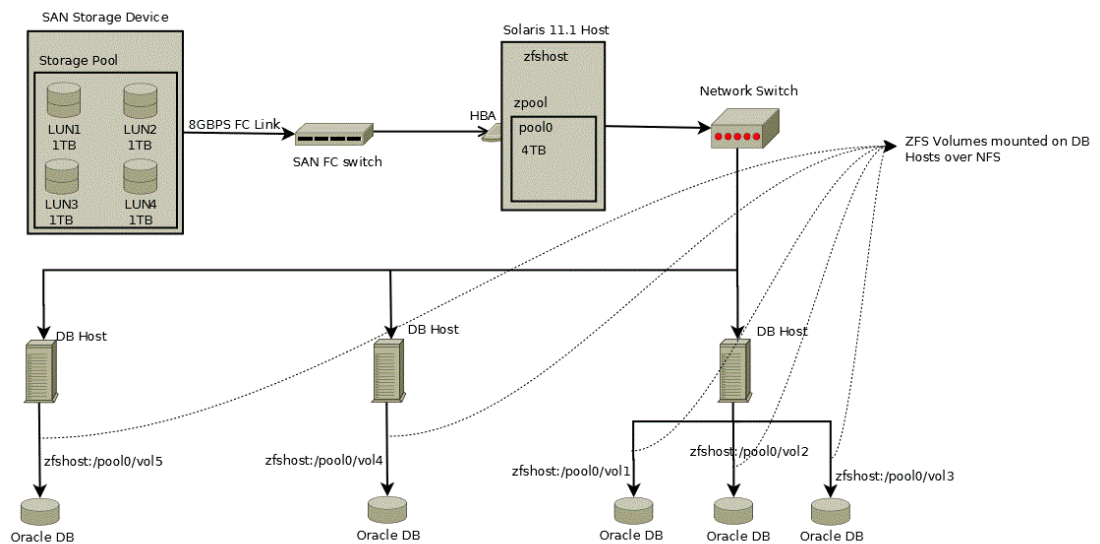 SAN Storage Device
Storage Pool
LUN1
1TB
LUN2
1TB
LUN3
1TB
LUN4
1TB
8GBPS FC Link
SAN FC switch
HBA
Solaris 11.1 Host
zfshost
zpool
pool0
4TB
Network Switch
ZFS Volumes mounted on DB
Hosts over NFS
DB Host
DB Host
DB Host
zfshost:/pool0/vol5
zfshost:/pool0/vol4
zfshost:/pool0/vol1
zfshost:/pool0/vol2
zfshost:/pool0/vol3
Oracle DB
Oracle DB
Oracle DB
Oracle DB
Oracle DB